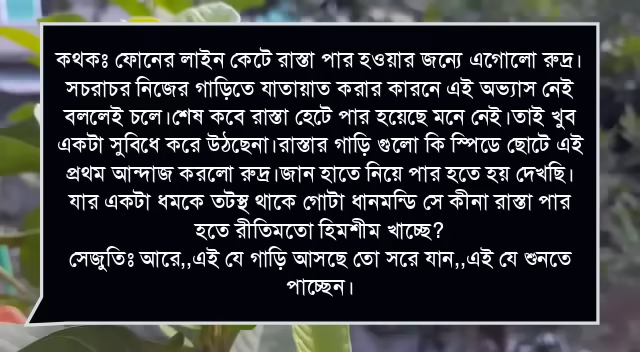 কথকঃ ফোনের লাইন কেটে রাস্তা পার হওয়ার জন্যে এগোলো রুদ্র।
সচরাচর নিজের গাড়িতে যাতায়াত করার কারনে এই অভ্যাস নেই
বললেই চলে।শেষ কবে রাস্তা হেটে পার হয়েছে মনে নেই।তাই খুব
একটা সুবিধে করে উঠছেনা।রাস্তার গাড়ি গুলো কি স্পিডে ছোটে এই
প্রথম আন্দাজ করলো রুদ্র।জান হাতে নিয়ে পার হতে হয় দেখছি।
যার একটা ধমকে তটস্থ থাকে গোটা ধানমন্ডি সে কীনা রাস্তা পার
হতে রীতিমতো হিমশীম খাচ্ছে?
সেজুতিঃ আরে,,এই যে গাড়ি আসছে তো সরে যান,,এই যে শুনতে
পাচ্ছেন।